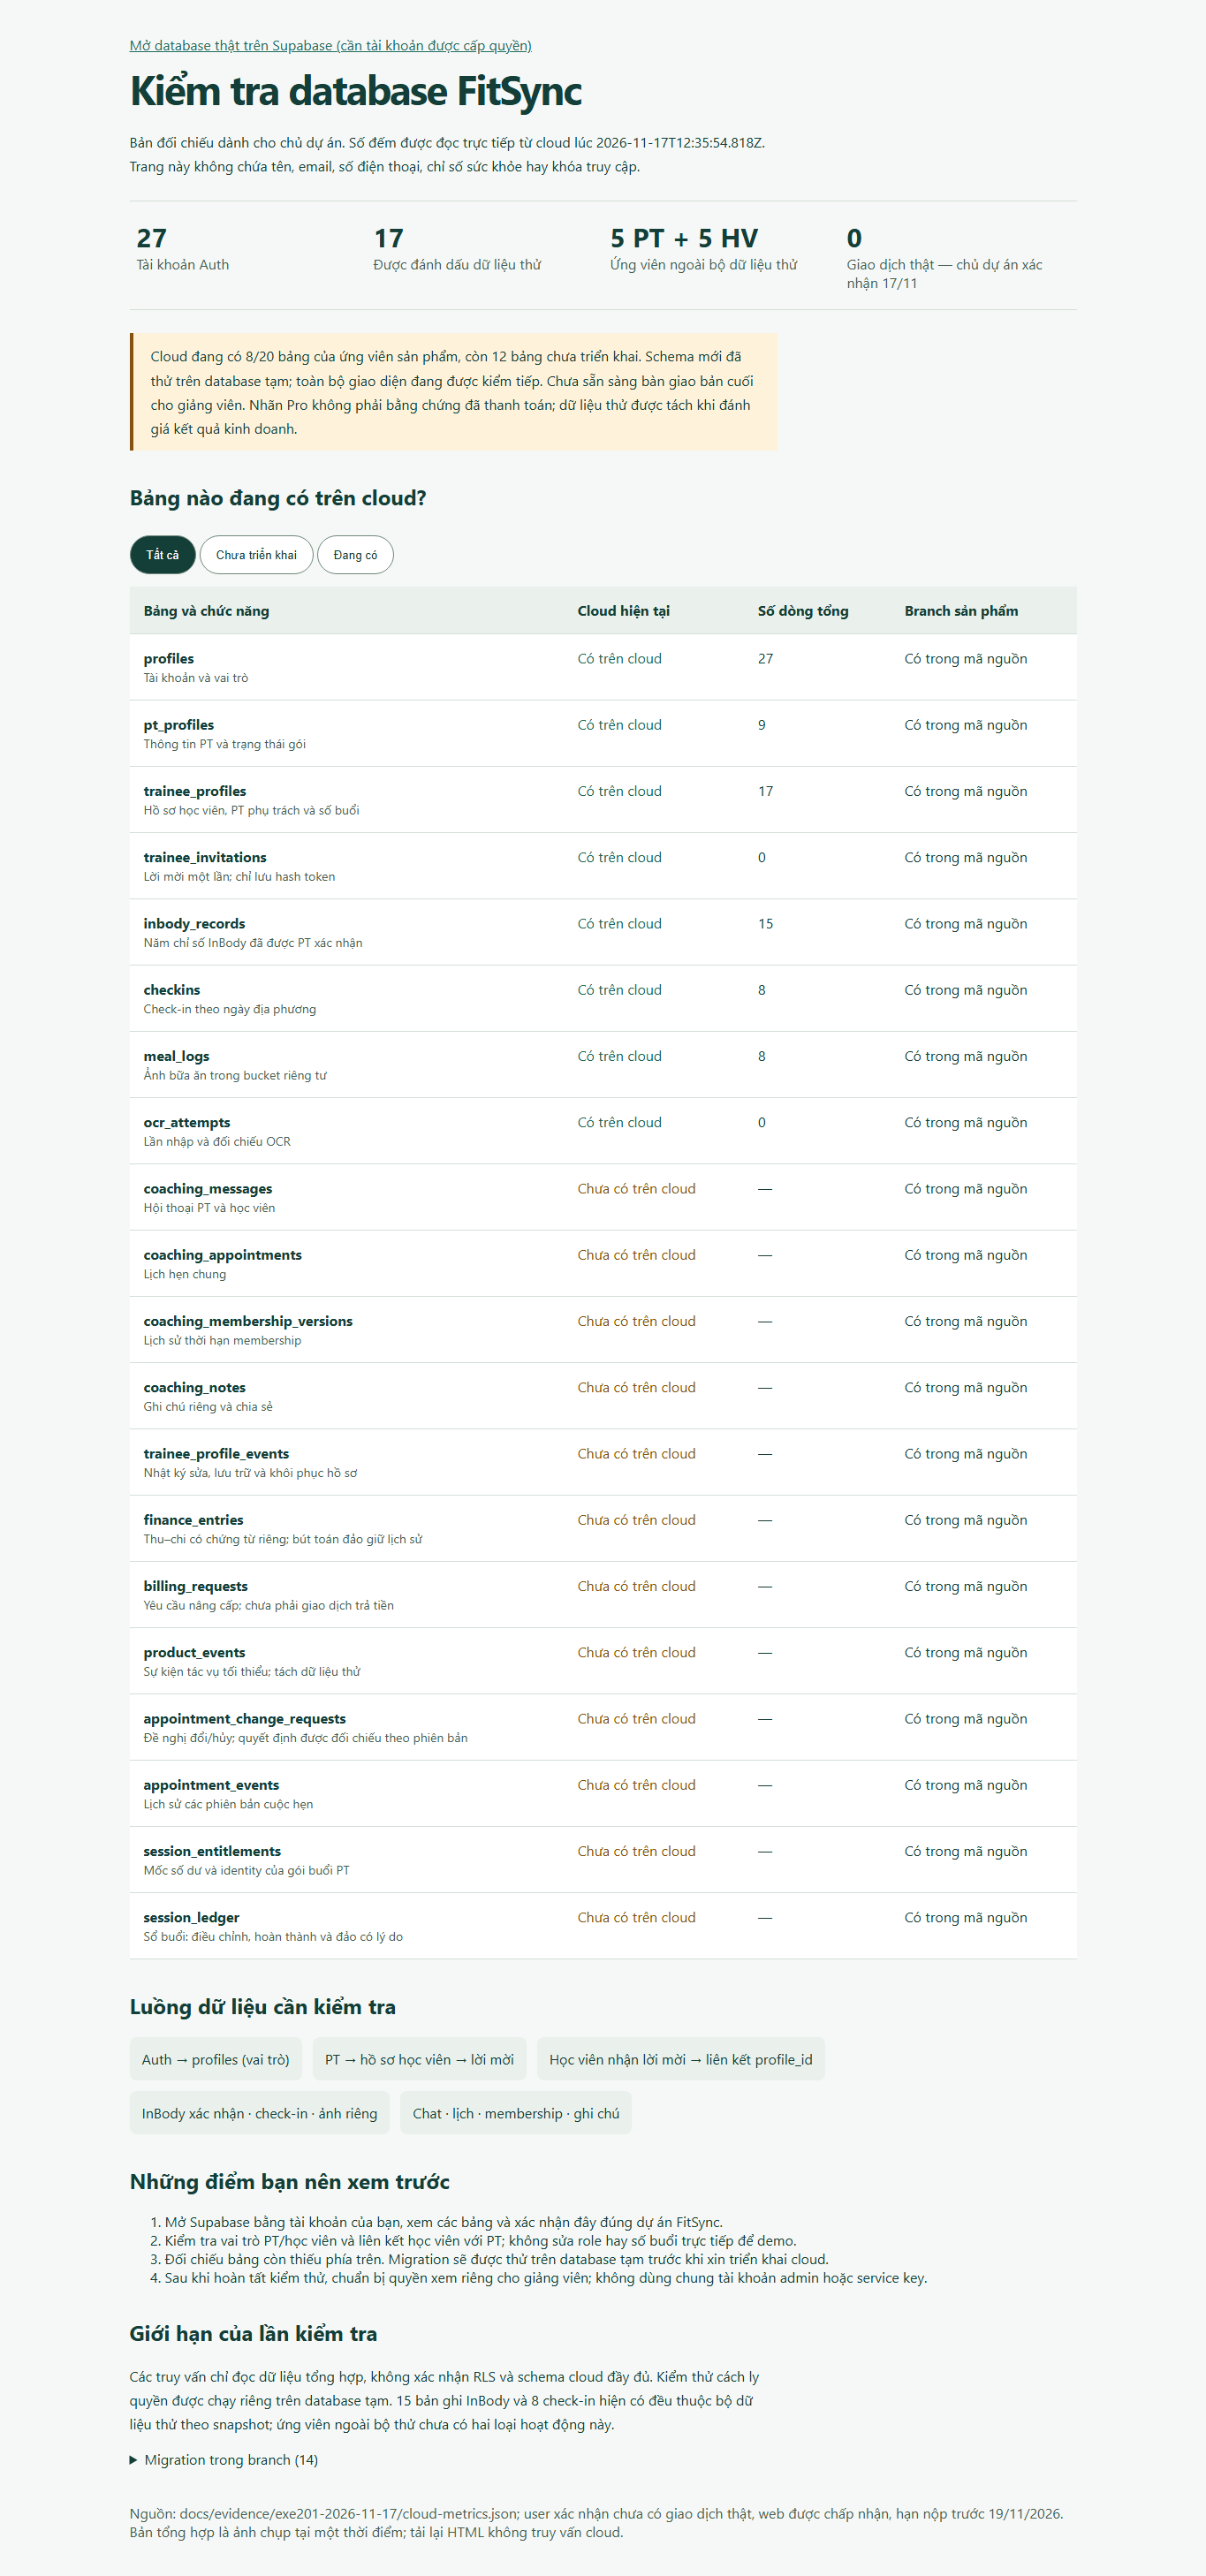 Mở database thật trên Supabase (cần tài khoản được cấp quyền)
Kiểm tra database FitSync
Bản đối chiếu dành cho chủ dự án. Số đếm được đọc trực tiếp từ cloud lúc 2026-11-17T12:35:54.818Z.
Trang này không chứa tên, email, số điện thoại, chỉ số sức khỏe hay khóa truy cập.
27
Tài khoản Auth
17
Được đánh dấu dữ liệu thử
5 PT + 5 HV
Ứng viên ngoài bộ dữ liệu thử
0
Giao dịch thật — chủ dự án xác
nhận 17/11
Cloud đang có 8/20 bảng của ứng viên sản phẩm, còn 12 bảng chưa triển khai. Schema mới đã
thử trên database tạm; toàn bộ giao diện đang được kiểm tiếp. Chưa sẵn sàng bàn giao bản cuối
cho giảng viên. Nhãn Pro không phải bằng chứng đã thanh toán; dữ liệu thử được tách khi đánh
giá kết quả kinh doanh.
Bảng nào đang có trên cloud?
Tất cả Chưa triển khai Đang có
Bảng và chức năng Cloud hiện tại Số dòng tổng Branch sản phẩm
profiles Có trên cloud 27 Có trong mã nguồn
Tài khoản và vai trò
pt_profiles Có trên cloud 9 Có trong mã nguồn
Thông tin PT và trạng thái gói
trainee_profiles Có trên cloud 17 Có trong mã nguồn
Hồ sơ học viên, PT phụ trách và số buổi
trainee_invitations Có trên cloud 0 Có trong mã nguồn
Lời mời một lần; chỉ lưu hash token
inbody_records Có trên cloud 15 Có trong mã nguồn
Năm chỉ số InBody đã được PT xác nhận
checkins Có trên cloud 8 Có trong mã nguồn
Check-in theo ngày địa phương
meal_logs Có trên cloud 8 Có trong mã nguồn
Ảnh bữa ăn trong bucket riêng tư
ocr_attempts Có trên cloud 0 Có trong mã nguồn
Lần nhập và đối chiếu OCR
coaching_messages Chưa có trên cloud — Có trong mã nguồn
Hội thoại PT và học viên
coaching_appointments Chưa có trên cloud — Có trong mã nguồn
Lịch hẹn chung
coaching_membership_versions Chưa có trên cloud — Có trong mã nguồn
Lịch sử thời hạn membership
coaching_notes Chưa có trên cloud — Có trong mã nguồn
Ghi chú riêng và chia sẻ
trainee_profile_events Chưa có trên cloud — Có trong mã nguồn
Nhật ký sửa, lưu trữ và khôi phục hồ sơ
finance_entries Chưa có trên cloud — Có trong mã nguồn
Thu–chi có chứng từ riêng; bút toán đảo giữ lịch sử
billing_requests Chưa có trên cloud — Có trong mã nguồn
Yêu cầu nâng cấp; chưa phải giao dịch trả tiền
product_events Chưa có trên cloud — Có trong mã nguồn
Sự kiện tác vụ tối thiểu; tách dữ liệu thử
appointment_change_requests Chưa có trên cloud — Có trong mã nguồn
Đề nghị đổi/hủy; quyết định được đối chiếu theo phiên bản
appointment_events Chưa có trên cloud — Có trong mã nguồn
Lịch sử các phiên bản cuộc hẹn
session_entitlements Chưa có trên cloud — Có trong mã nguồn
Mốc số dư và identity của gói buổi PT
session_ledger Chưa có trên cloud — Có trong mã nguồn
Sổ buổi: điều chỉnh, hoàn thành và đảo có lý do
Luồng dữ liệu cần kiểm tra
Auth → profiles (vai trò) PT → hồ sơ học viên → lời mời Học viên nhận lời mời → liên kết profile_id
InBody xác nhận · check-in · ảnh riêng Chat · lịch · membership · ghi chú
Những điểm bạn nên xem trước
1. Mở Supabase bằng tài khoản của bạn, xem các bảng và xác nhận đây đúng dự án FitSync.
2. Kiểm tra vai trò PT/học viên và liên kết học viên với PT; không sửa role hay số buổi trực tiếp để demo.
3. Đối chiếu bảng còn thiếu phía trên. Migration sẽ được thử trên database tạm trước khi xin triển khai cloud.
4. Sau khi hoàn tất kiểm thử, chuẩn bị quyền xem riêng cho giảng viên; không dùng chung tài khoản admin hoặc service key.
Giới hạn của lần kiểm tra
Các truy vấn chỉ đọc dữ liệu tổng hợp, không xác nhận RLS và schema cloud đầy đủ. Kiểm thử cách ly
quyền được chạy riêng trên database tạm. 15 bản ghi InBody và 8 check-in hiện có đều thuộc bộ dữ
liệu thử theo snapshot; ứng viên ngoài bộ thử chưa có hai loại hoạt động này.
▶ Migration trong branch (14)
Nguồn: docs/evidence/exe201-2026-11-17/cloud-metrics.json; user xác nhận chưa có giao dịch thật, web được chấp nhận, hạn nộp trước 19/11/2026.
Bản tổng hợp là ảnh chụp tại một thời điểm; tải lại HTML không truy vấn cloud.